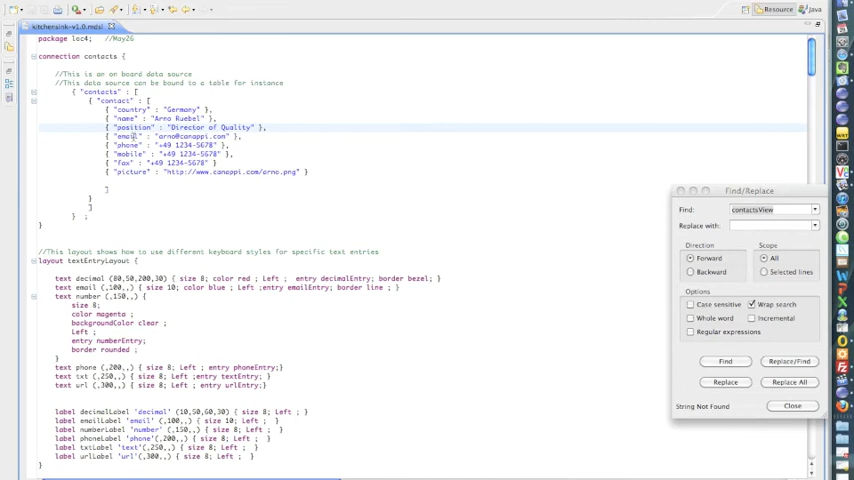 Resource Java
kitchensink-v1.0.mdsl
package loc4; //May26
connection contacts {
//This is an on board data source
//This data source can be bound to a table for instance
{ "contacts" : [
{ "contact" : [
{ "country" : "Germany" },
{ "name" : "Arno Ruebel" },
{ "position" : "Director of Quality" },
{ "email" : "arno@canappi.com" },
{ "phone" : "+49 1234-5678" },
{ "mobile" : "+49 1234-5678" },
{ "fax" : "+49 1234-5678" }
{ "picture" : "http://www.canappi.com/arno.png" }
]
}
]
} ;
}
//This layout shows how to use different keyboard styles for specific text entries
layout textEntryLayout {
text decimal (80,50,200,30) { size 8; color red ; Left ; entry decimalEntry; border bezel; }
text email (,100,,) { size 10; color blue ; Left ;entry emailEntry; border line ; }
text number (,150,,) {
size 8;
color magenta ;
backgroundColor clear ;
Left ;
entry numberEntry;
border rounded ;
}
text phone (,200,,) { size 8; Left ; entry phoneEntry;}
text txt (,250,,) { size 8; Left ;entry textEntry; }
text url (,300,,) { size 8; Left ; entry urlEntry;}
label decimalLabel 'decimal' (10,50,60,30) { size 8; Left ; }
label emailLabel 'email' (,100,,) { size 10; Left ; }
label numberLabel 'number' (,150,,) { size 8; Left ; }
label phoneLabel 'phone'(,200,,) { size 8; Left ; }
label txtLabel 'text'(,250,,) { size 8; Left ; }
label urlLabel 'url'(,300,,) { size 8; Left ; }
}
Find/Replace
Find: contactsView
Replace with:
Direction Scope
Forward All
Backward Selected lines
Options
Case sensitive Wrap search
Whole word Incremental
Regular expressions
Find Replace/Find
Replace Replace All
String Not Found Close